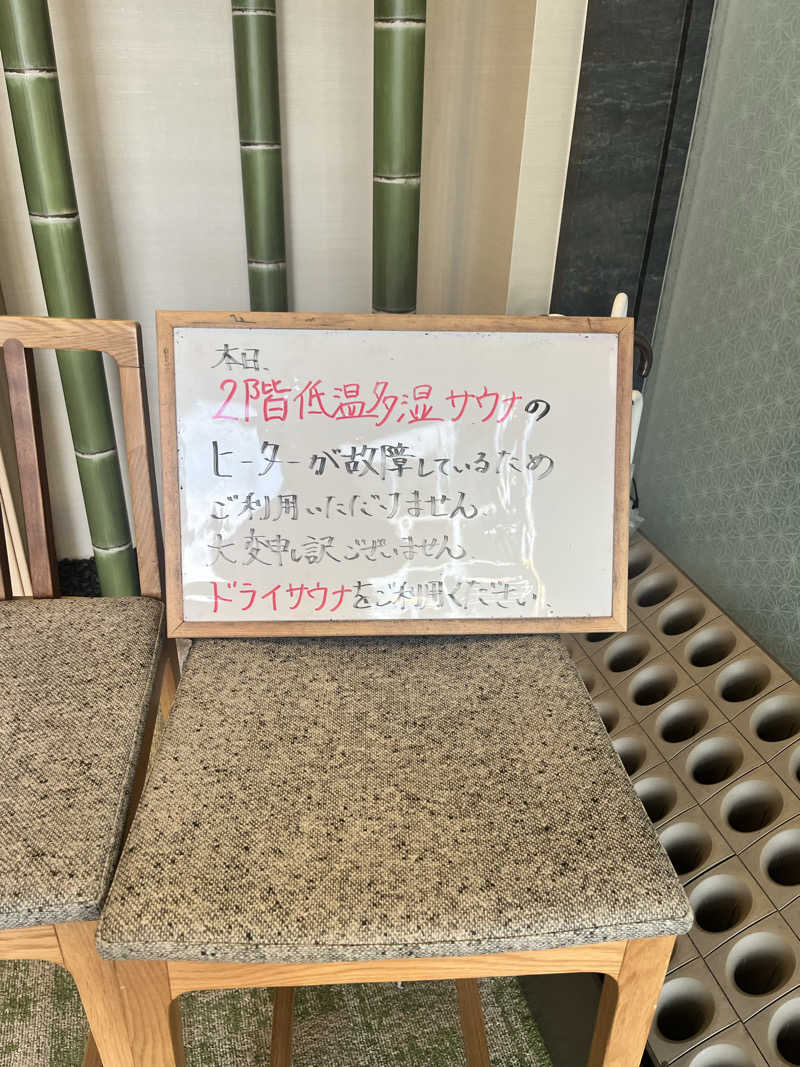 本日、
2階低温多湿サウナの
ヒーターが故障しているため
ご利用いただけません。
大変申し訳ございません。
ドライサウナをご利用ください。